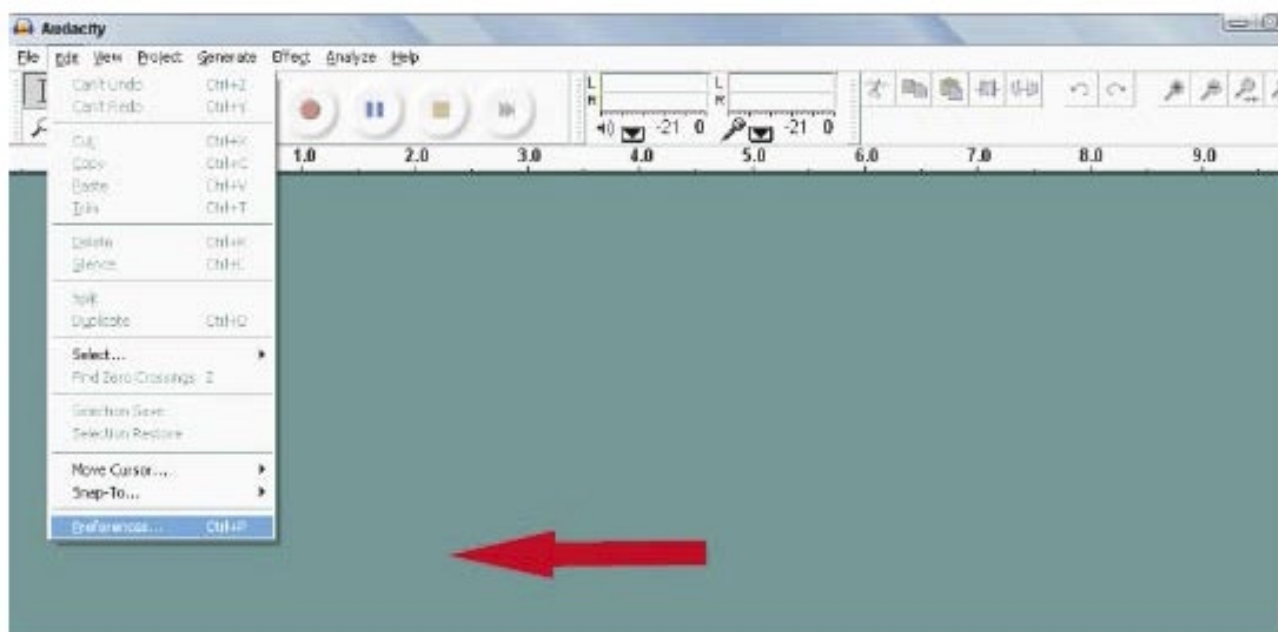 Audacity
File Edit View Project Generate Effect Analyze Help
Can't Undo Ctrl+Z
Can't Redo Ctrl+Y
Cut Ctrl+X
Copy Ctrl+C
Paste Ctrl+V
Trim Ctrl+T
Delete Ctrl+K
Silence Ctrl+L
Split
Duplicate Ctrl+D
Select...
Find Zero Crossings Z
Selection Save
Selection Restore
Move Cursor...
Snap-To...
Preferences... Ctrl+P
L
R
-21 0
L
R
-21 0
1.0 2.0 3.0 4.0 5.0 6.0 7.0 8.0 9.0